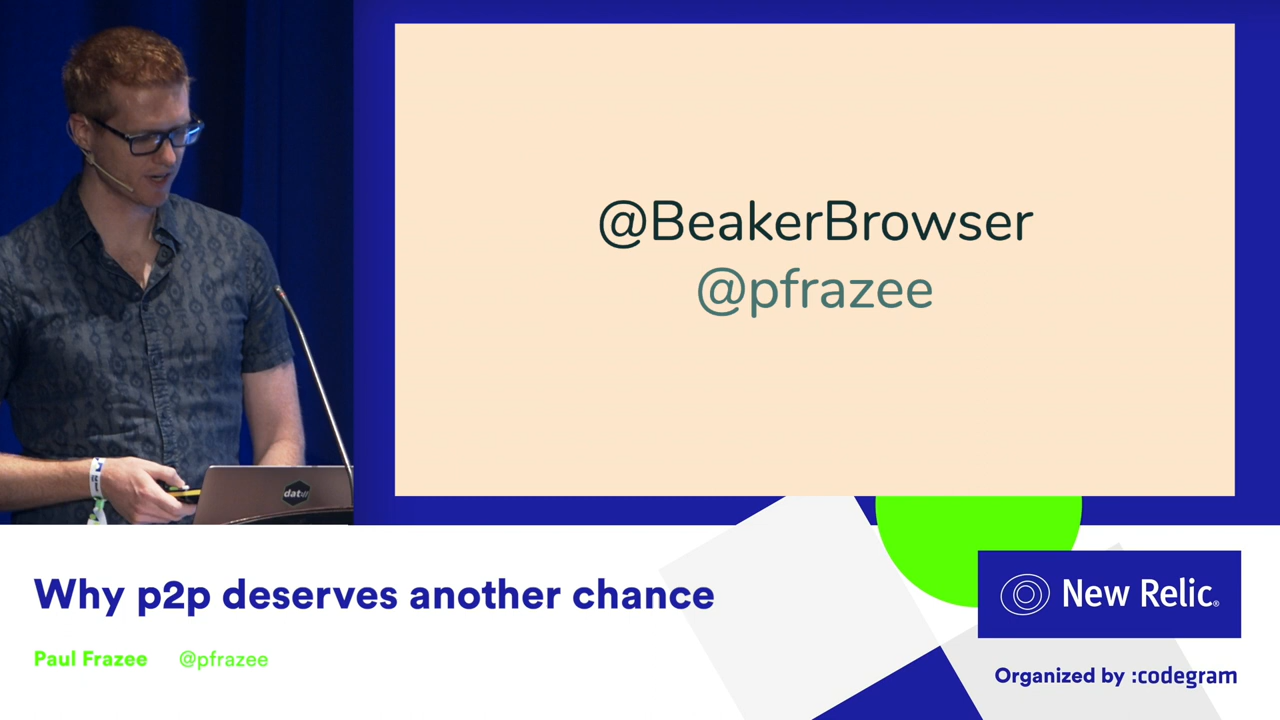 @BeakerBrowser
@pfrazee
dat://
Why p2p deserves another chance
Paul Frazee @pfrazee
New Relic®
Organized by :codegram